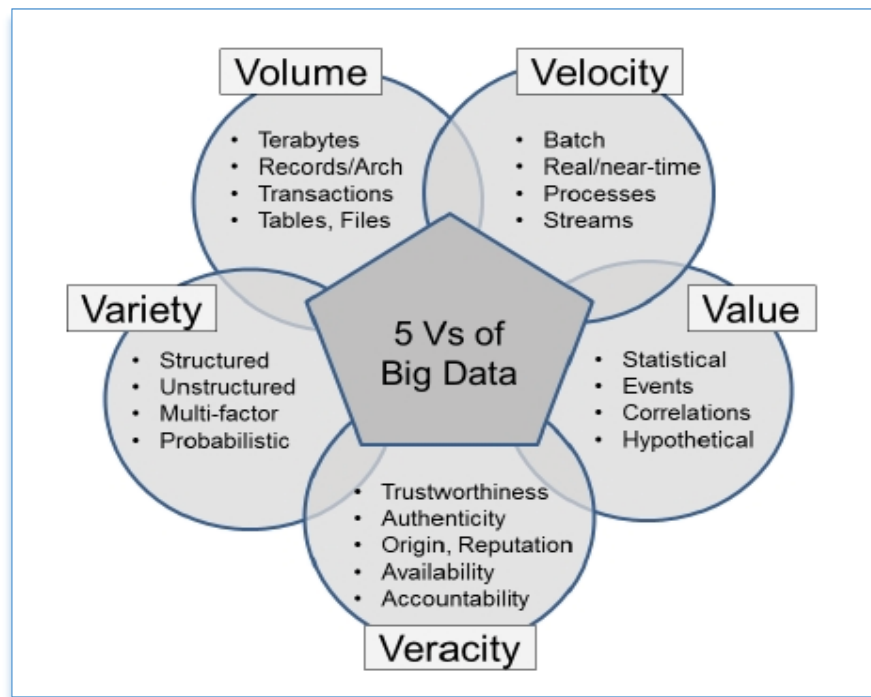 Volume
• Terabytes
• Records/Arch
• Transactions
• Tables, Files
Velocity
• Batch
• Real/near-time
• Processes
• Streams
Variety
• Structured
• Unstructured
• Multi-factor
• Probabilistic
5 Vs of
Big Data
Value
• Statistical
• Events
• Correlations
• Hypothetical
• Trustworthiness
• Authenticity
• Origin, Reputation
• Availability
• Accountability
Veracity